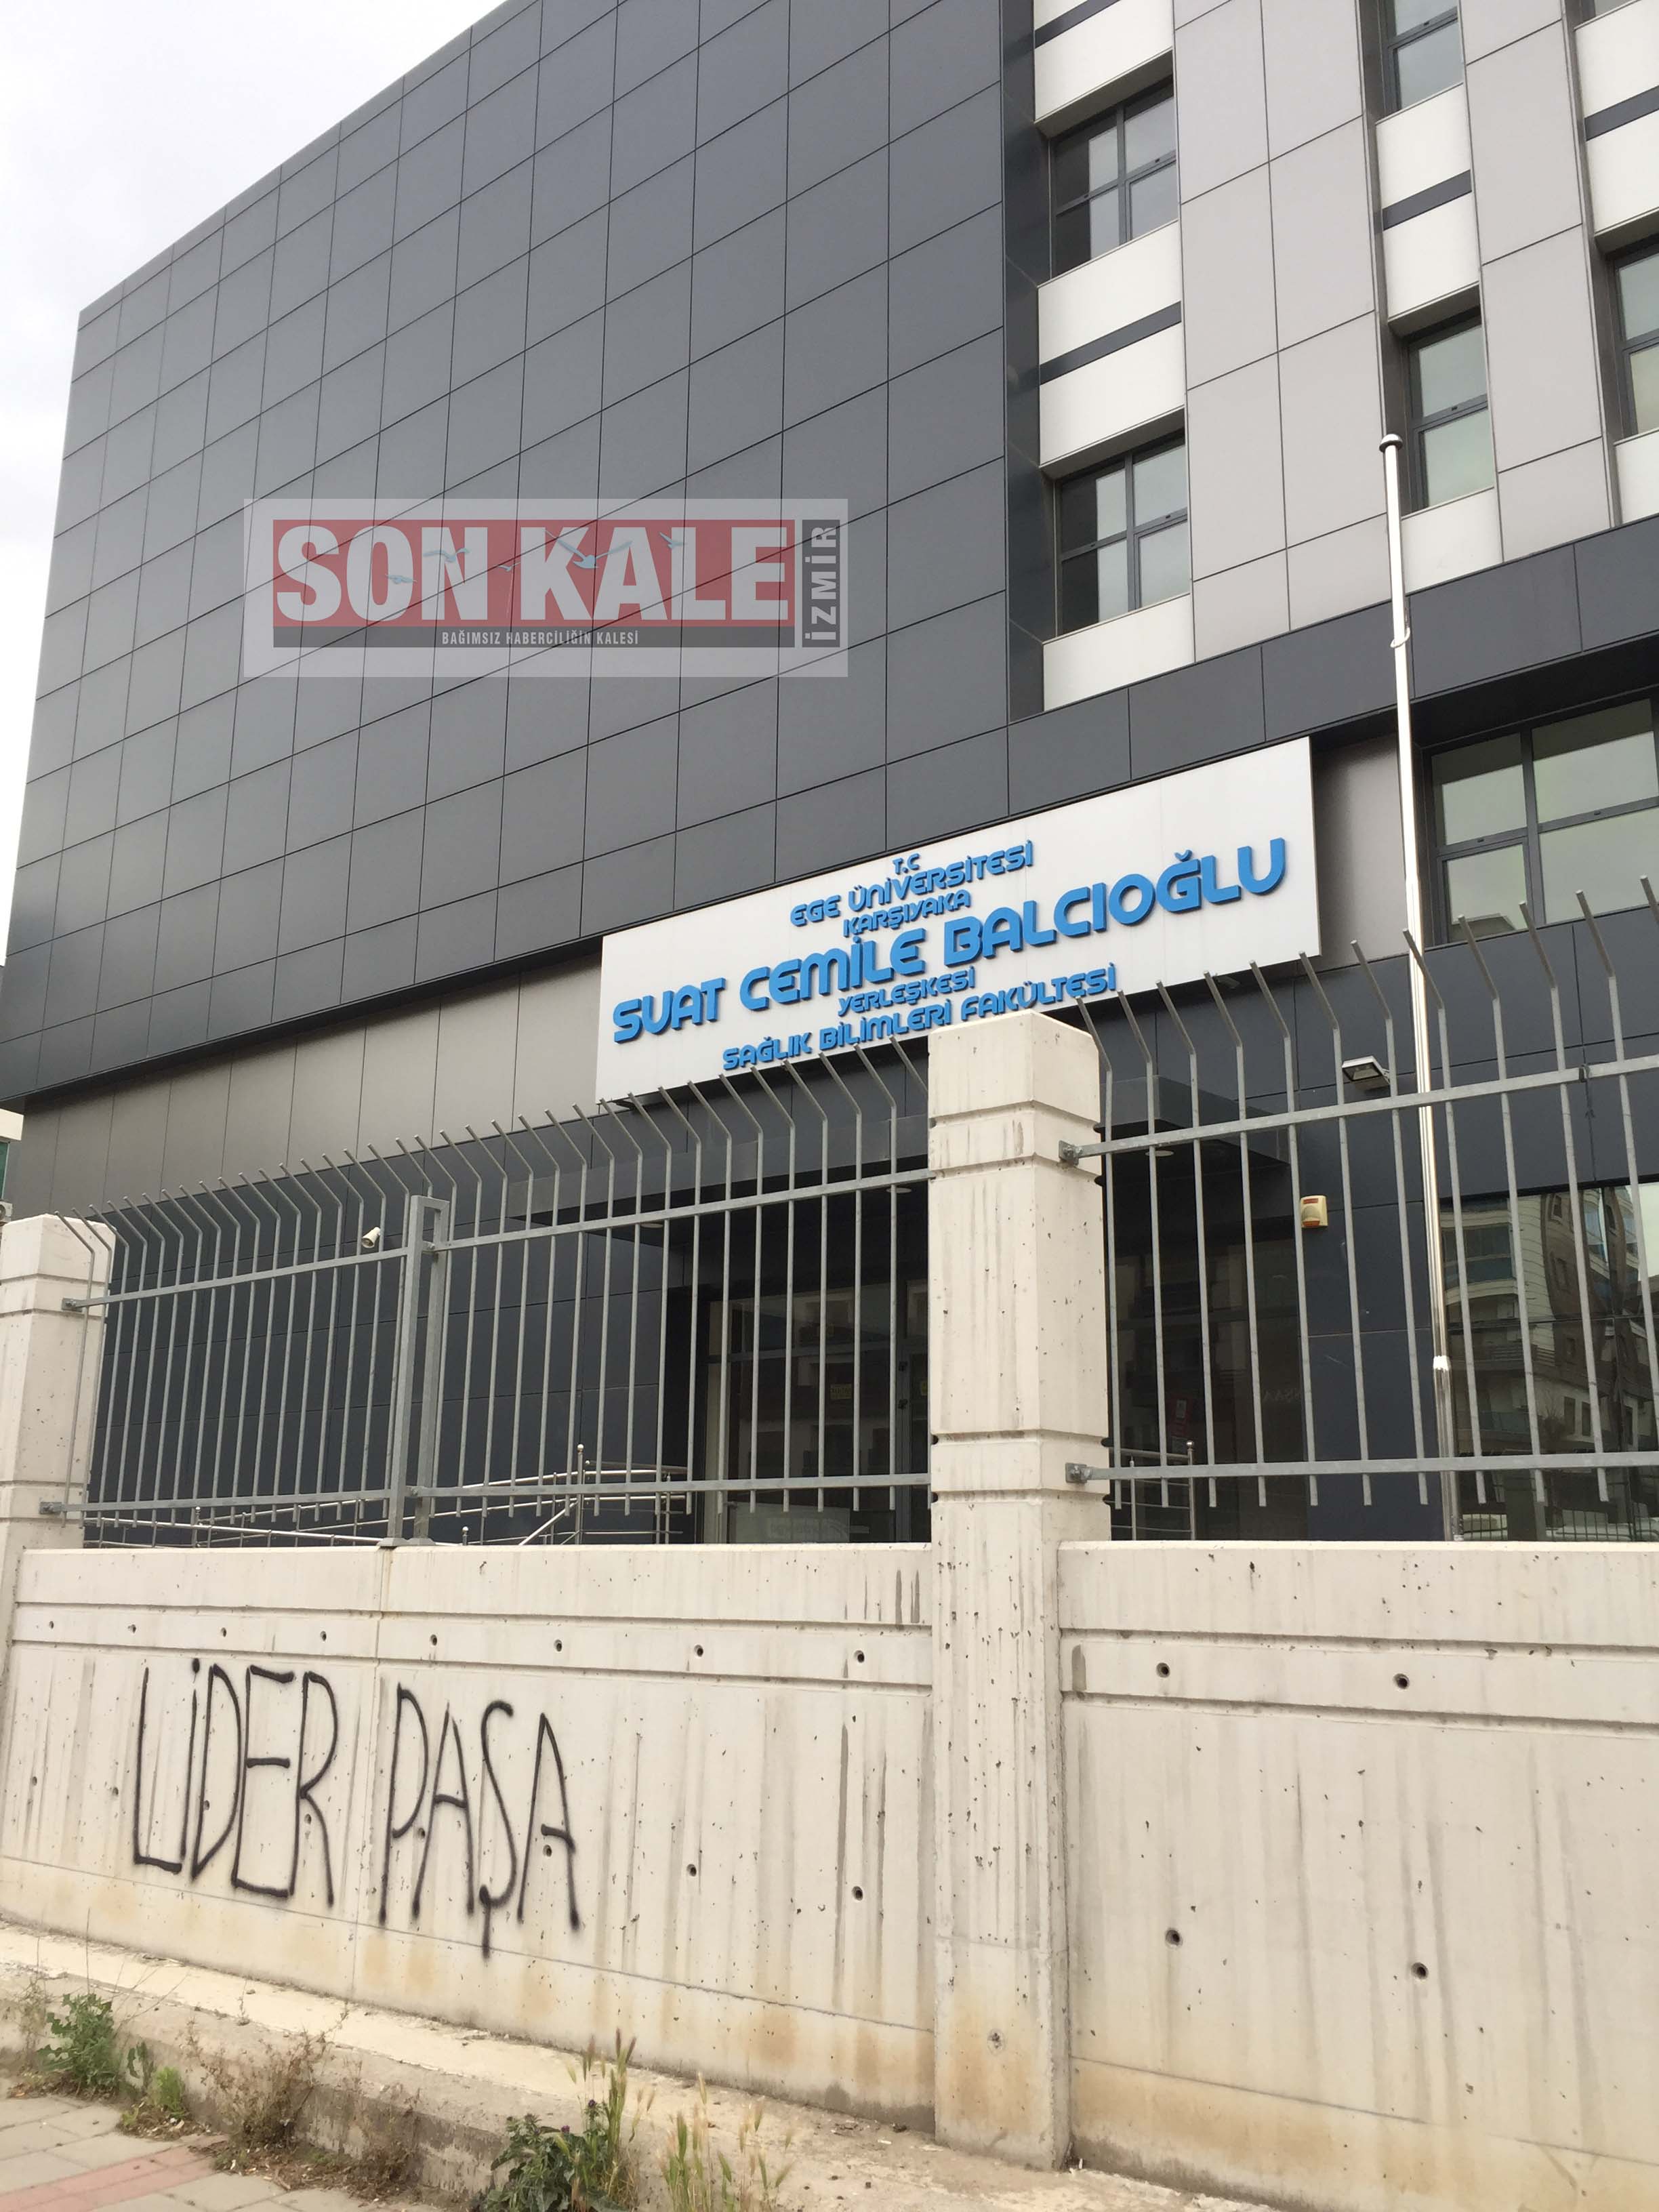 SON KALE
İZMİR
BAĞIMSIZ HABERCİLİĞİN KALESİ
T.C
EGE ÜNİVERSİTESİ
KARŞIYAKA
SUAT CEMİLE BALCIOĞLU
YERLEŞKESİ
SAĞLIK BİLİMLERİ FAKÜLTESİ
LİDER PAŞA